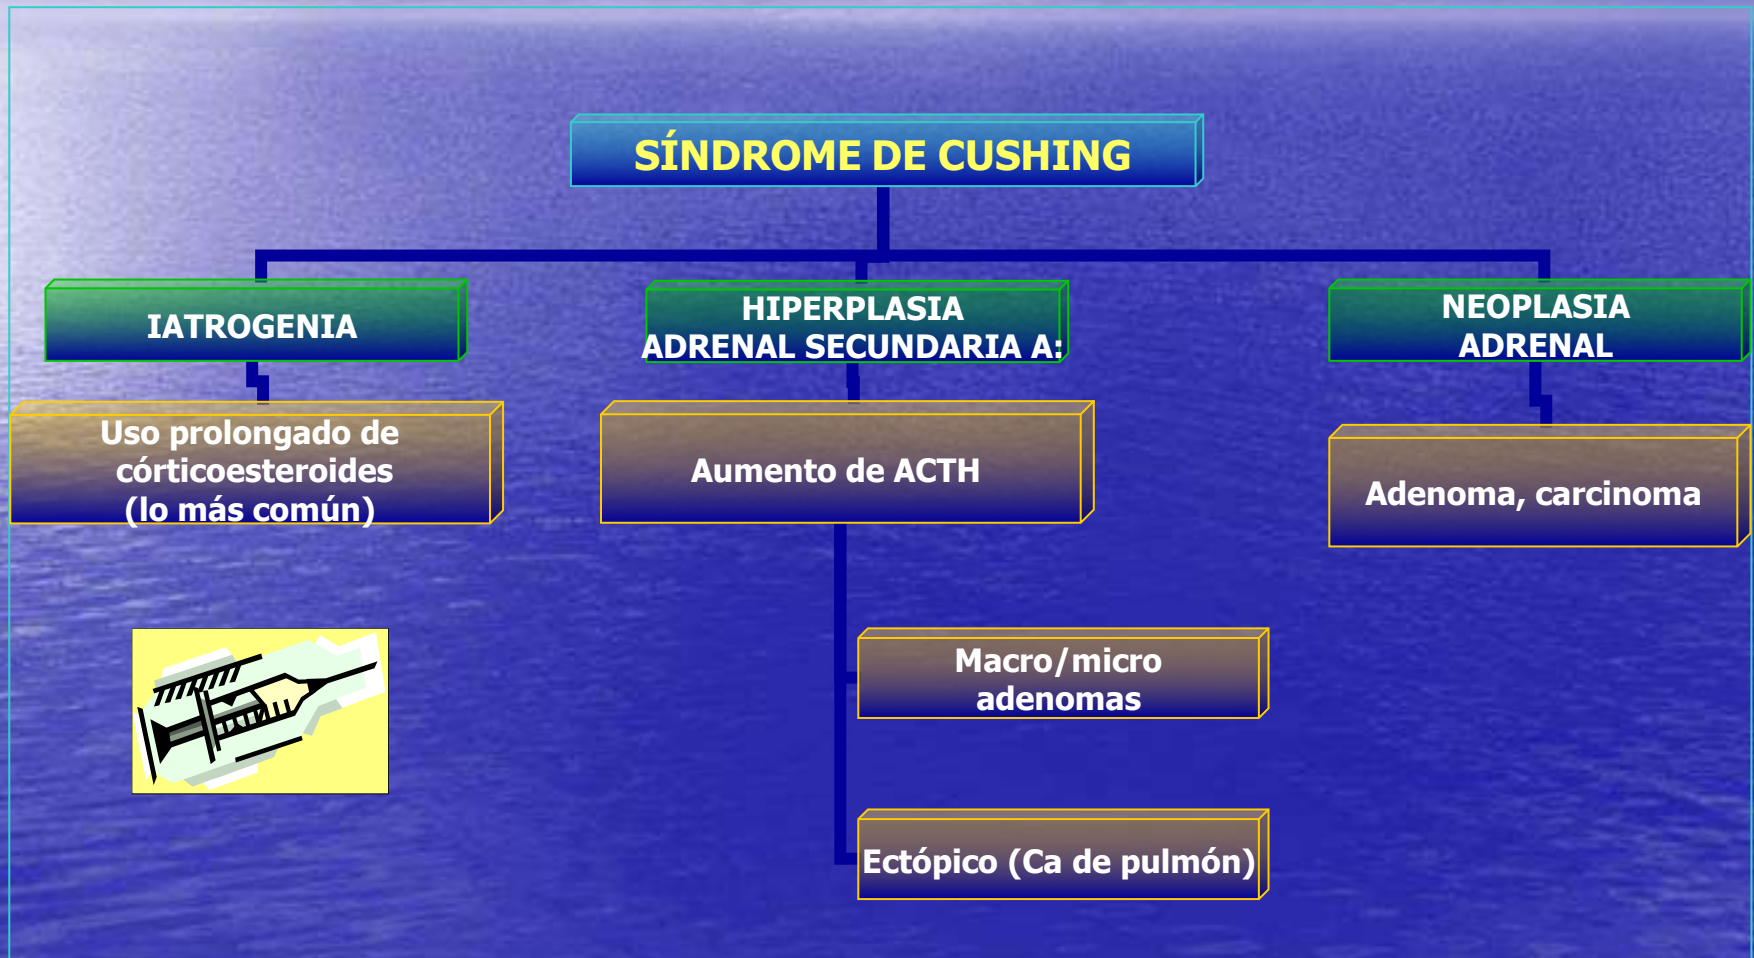 SÍNDROME DE CUSHING
IATROGENIA
HIPERPLASIA
ADRENAL SECUNDARIA A:
NEOPLASIA
ADRENAL
Uso prolongado de
córticoesteroides
(lo más común)
Aumento de ACTH
Adenoma, carcinoma
Macro/micro
adenomas
Ectópico (Ca de pulmón)